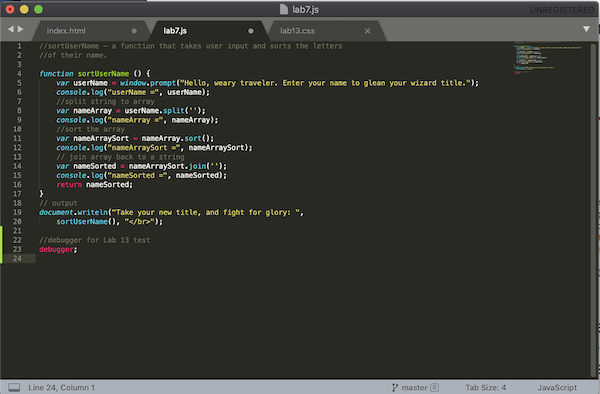 lab7.js
UNREGISTERED
index.html
lab7.js
lab13.css
1 //sortUserName - a function that takes user input and sorts the letters
2 //of their name.
3
4 function sortUserName () {
5 var userName = window.prompt("Hello, weary traveler. Enter your name to glean your wizard title.");
6 console.log("userName =", userName);
7 //split string to array
8 var nameArray = userName.split('');
9 console.log("nameArray =", nameArray);
10 //sort the array
11 var nameArraySort = nameArray.sort();
12 console.log("nameArraySort =", nameArraySort);
13 // join array back to a string
14 var nameSorted = nameArraySort.join('');
15 console.log("nameSorted =", nameSorted);
16 return nameSorted;
17 }
18 // output
19 document.writeln("Take your new title, and fight for glory: ",
20 sortUserName(), "</br>");
21
22 //debugger for Lab 13 test
23 debugger;
24
Line 24, Column 1
master 8
Tab Size: 4
JavaScript